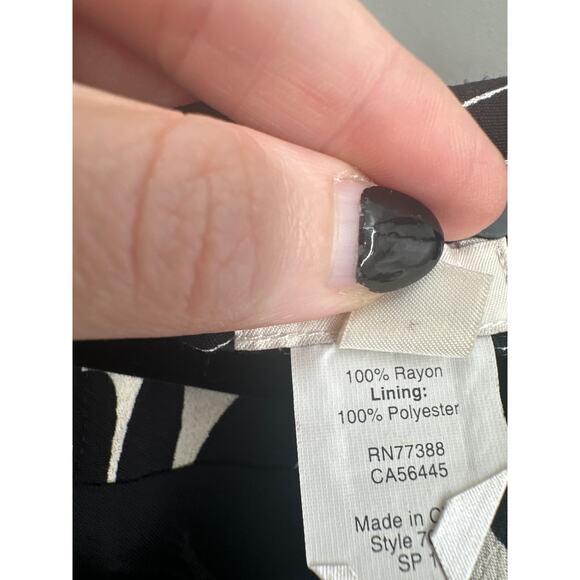 100% Rayon
Lining:
100% Polyester
RN77388
CA56445
Made in
Style
SP